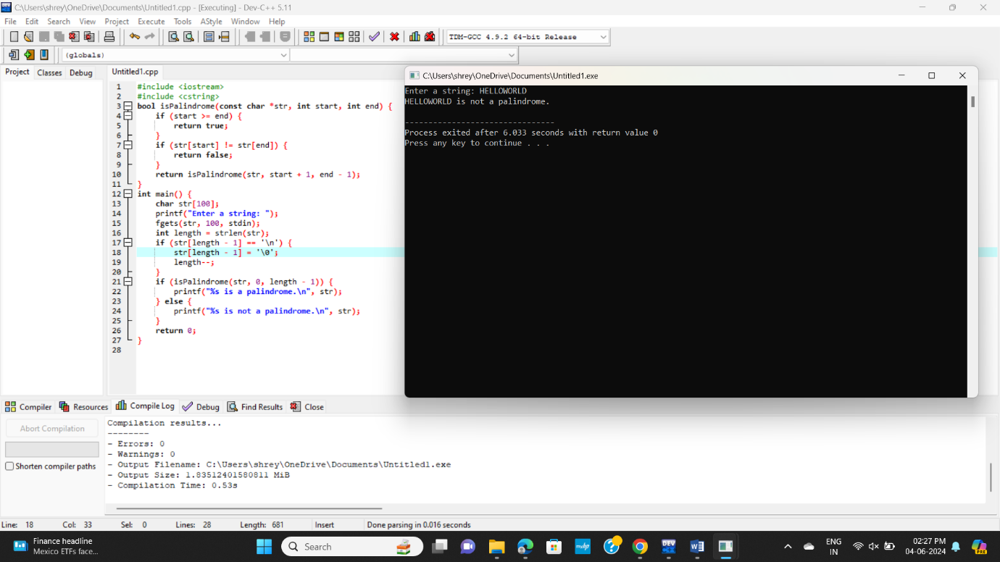 C:\Users\shrey\OneDrive\Documents\Untitled1.cpp - [Executing] - Dev-C++ 5.11
File Edit Search View Project Execute Tools AStyle Window Help
TDM-GCC 4.9.2 64-bit Release
(globals)
Project Classes Debug
Untitled1.cpp
1 #include <iostream>
2 #include <cstring>
3 bool isPalindrome(const char *str, int start, int end) {
4 if (start >= end) {
5 return true;
6 }
7 if (str[start] != str[end]) {
8 return false;
9 }
10 return isPalindrome(str, start + 1, end - 1);
11 }
12 int main() {
13 char str[100];
14 printf("Enter a string: ");
15 fgets(str, 100, stdin);
16 int length = strlen(str);
17 if (str[length - 1] == '\n') {
18 str[length - 1] = '\0';
19 length--;
20 }
21 if (isPalindrome(str, 0, length - 1)) {
22 printf("%s is a palindrome.\n", str);
23 } else {
24 printf("%s is not a palindrome.\n", str);
25 }
26 return 0;
27 }
28
C:\Users\shrey\OneDrive\Documents\Untitled1.exe
Enter a string: HELLOWORLD
HELLOWORLD is not a palindrome.
--------------------------------
Process exited after 6.033 seconds with return value 0
Press any key to continue . . .
Compiler Resources Compile Log Debug Find Results Close
Abort Compilation
Shorten compiler paths
Compilation results...
--------
- Errors: 0
- Warnings: 0
- Output Filename: C:\Users\shrey\OneDrive\Documents\Untitled1.exe
- Output Size: 1.83512401580811 MiB
- Compilation Time: 0.53s
Line: 18 Col: 33 Sel: 0 Lines: 28 Length: 681 Insert Done parsing in 0.016 seconds
Finance headline
Mexico ETFs face...
Search
DEV
mvhp
PRE
ENG
IN
02:27 PM
04-06-2024